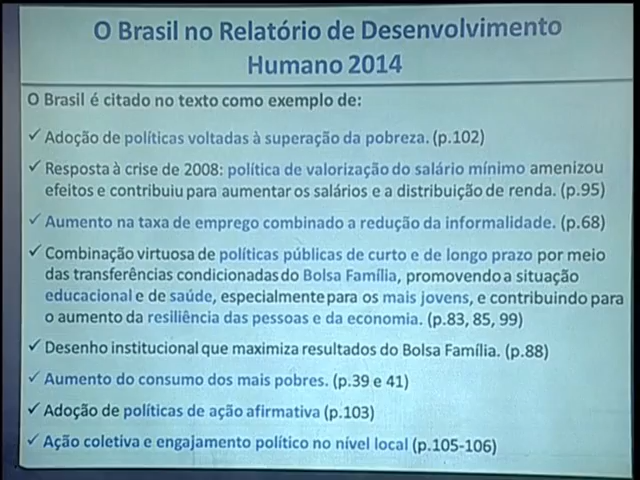 O Brasil no Relatório de Desenvolvimento
Humano 2014
O Brasil é citado no texto como exemplo de:
✓ Adoção de políticas voltadas à superação da pobreza. (p.102)
✓ Resposta à crise de 2008: política de valorização do salário mínimo amenizou
efeitos e contribuiu para aumentar os salários e a distribuição de renda. (p.95)
✓ Aumento na taxa de emprego combinado a redução da informalidade. (p.68)
✓ Combinação virtuosa de políticas públicas de curto e de longo prazo por meio
das transferências condicionadas do Bolsa Família, promovendo a situação
educacional e de saúde, especialmente para os mais jovens, e contribuindo para
o aumento da resiliência das pessoas e da economia. (p.83, 85, 99)
✓ Desenho institucional que maximiza resultados do Bolsa Família. (p.88)
✓ Aumento do consumo dos mais pobres. (p.39 e 41)
✓ Adoção de políticas de ação afirmativa (p.103)
✓ Ação coletiva e engajamento político no nível local (p.105-106)